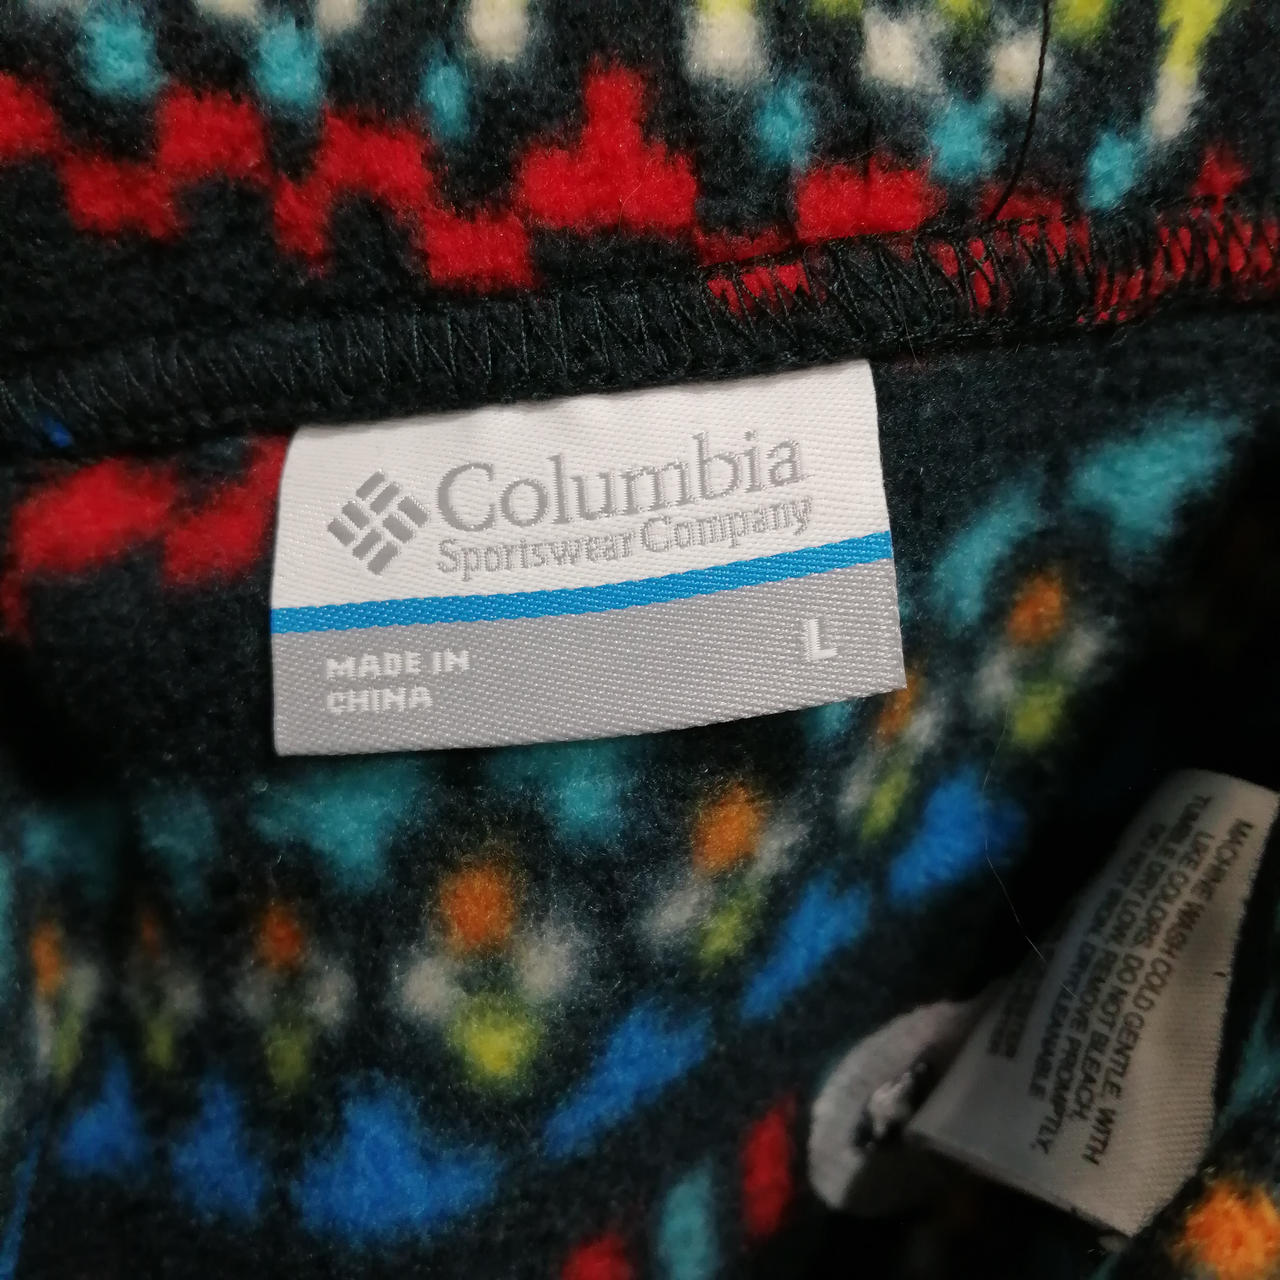 Columbia
Sportswear Company
MADE IN
CHINA
L
MACHINE WASH COLD GENTLE, WITH
LIKE COLORS. DO NOT BLEACH.
TUMBLE DRY LOW. REMOVE PROMPTLY.
DO NOT IRON. DRYCLEANABLE